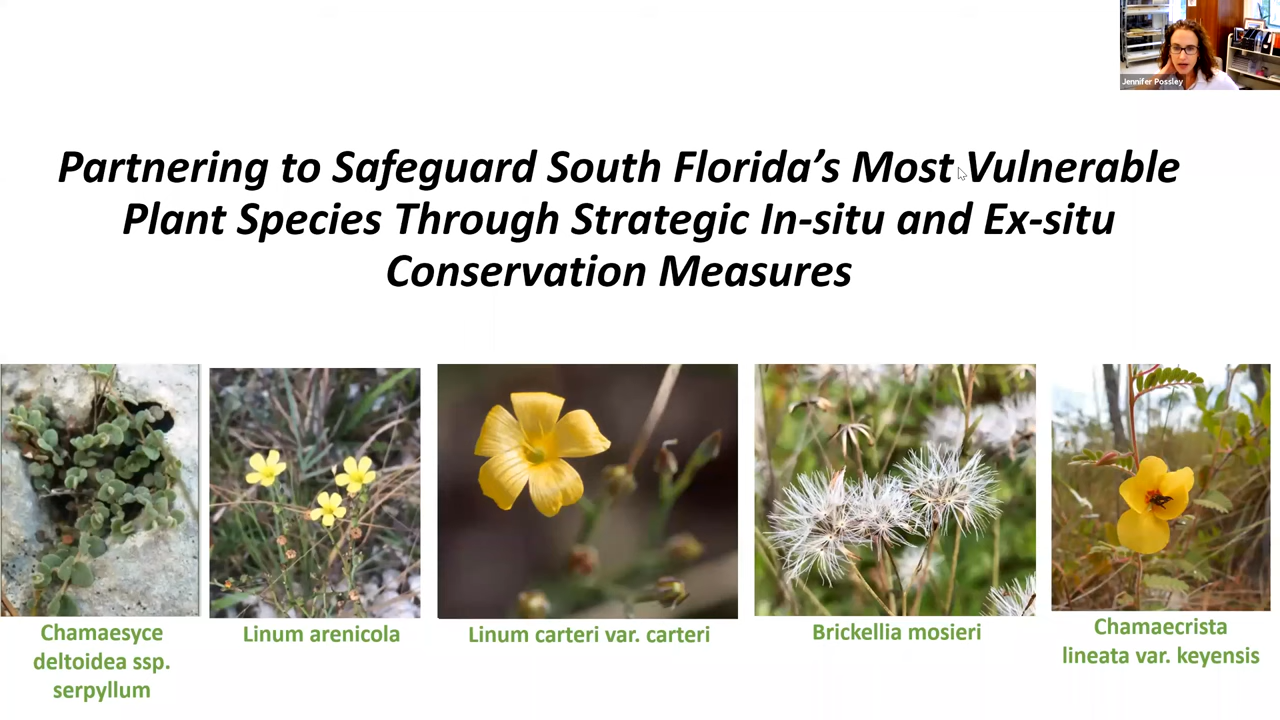 Jennifer Possley
Partnering to Safeguard South Florida's Most Vulnerable
Plant Species Through Strategic In-situ and Ex-situ
Conservation Measures
Chamaesyce
deltoidea ssp.
serpyllum
Linum arenicola
Linum carteri var. carteri
Brickellia mosieri
Chamaecrista
lineata var. keyensis